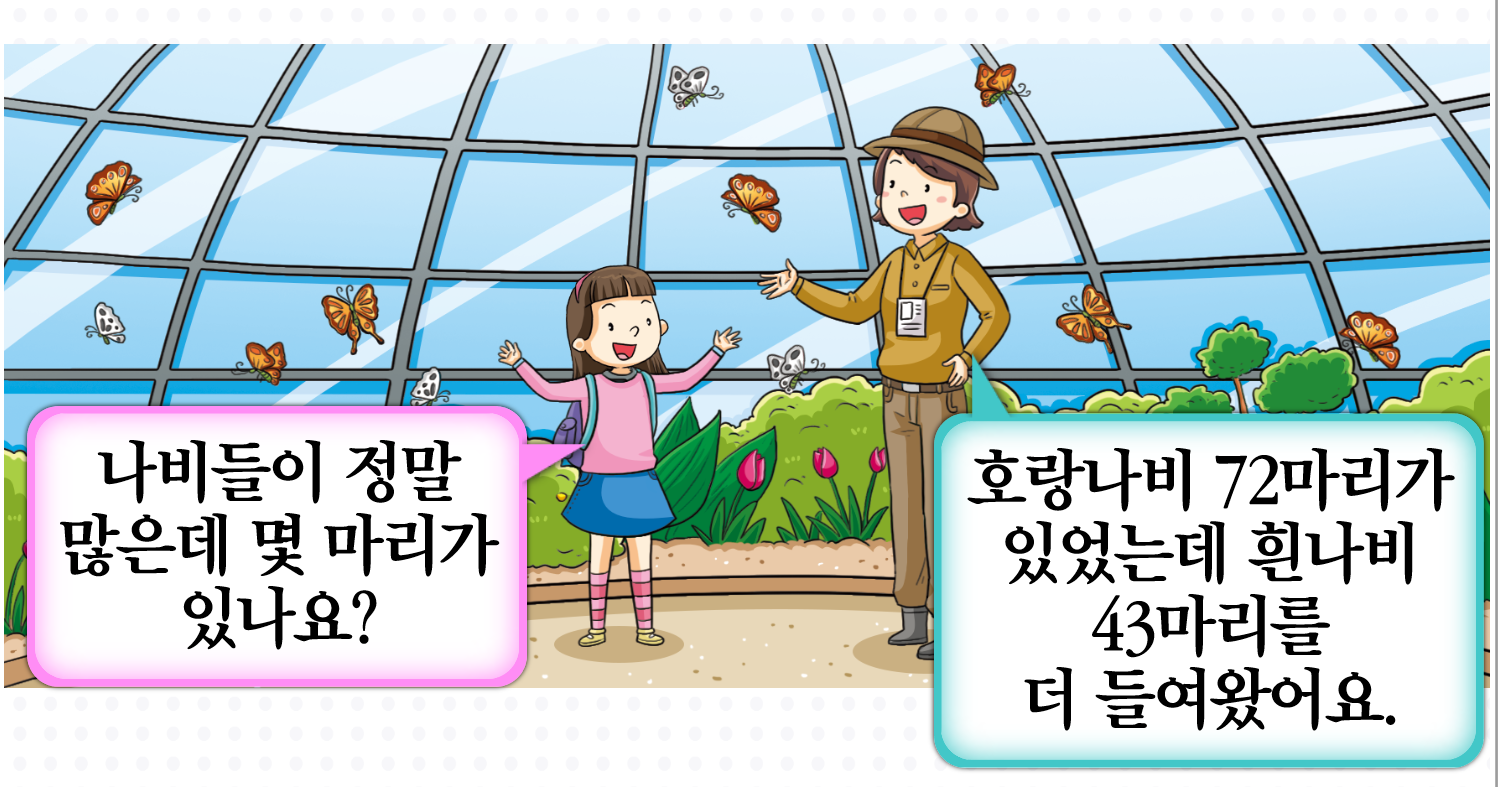 나비들이 정말
많은데 몇 마리가
있나요?
호랑나비 72마리가
있었는데 흰나비
43마리를
더 들여왔어요.